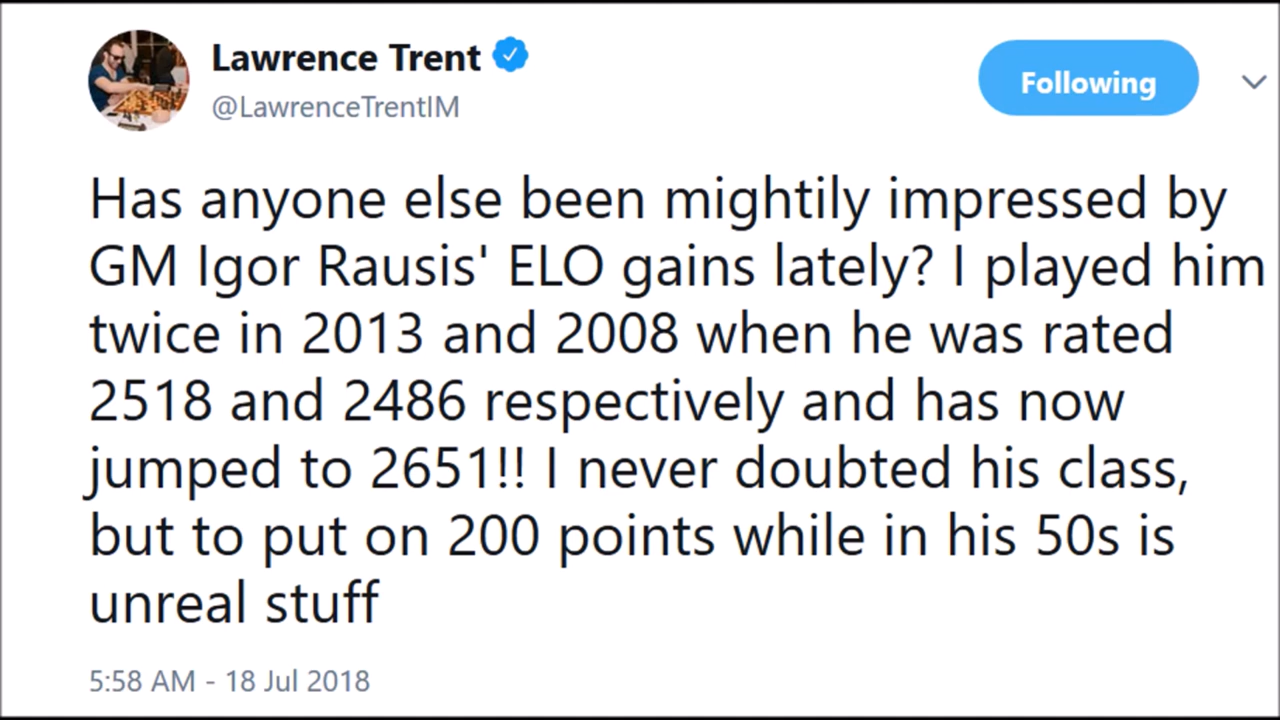 Lawrence Trent
@LawrenceTrentIM
Following
Has anyone else been mightily impressed by
GM Igor Rausis' ELO gains lately? I played him
twice in 2013 and 2008 when he was rated
2518 and 2486 respectively and has now
jumped to 2651!! I never doubted his class,
but to put on 200 points while in his 50s is
unreal stuff
5:58 AM - 18 Jul 2018